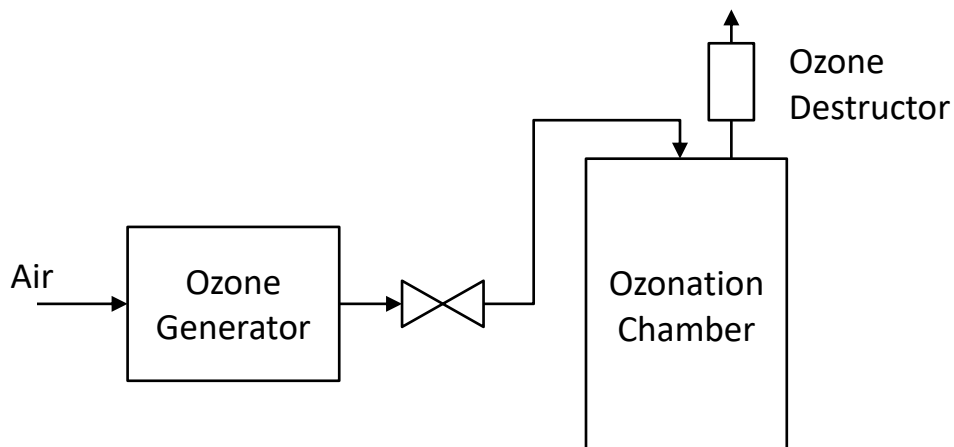 Ozone
Destructor
Air
Ozone
Generator
Ozonation
Chamber